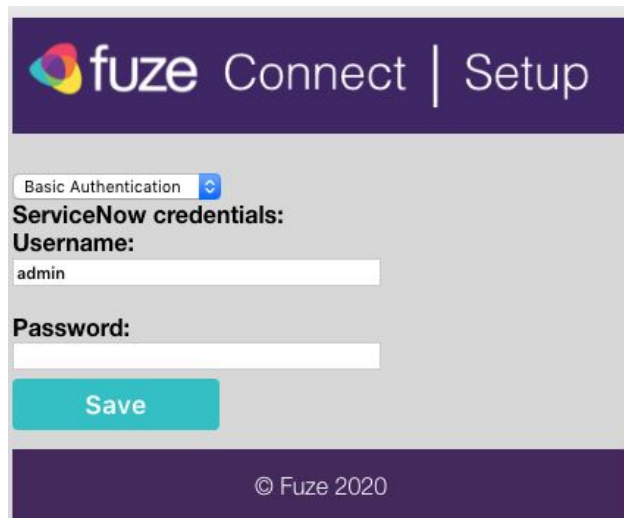 fuze Connect | Setup
Basic Authentication
ServiceNow credentials:
Username:
admin
Password:
Save
© Fuze 2020